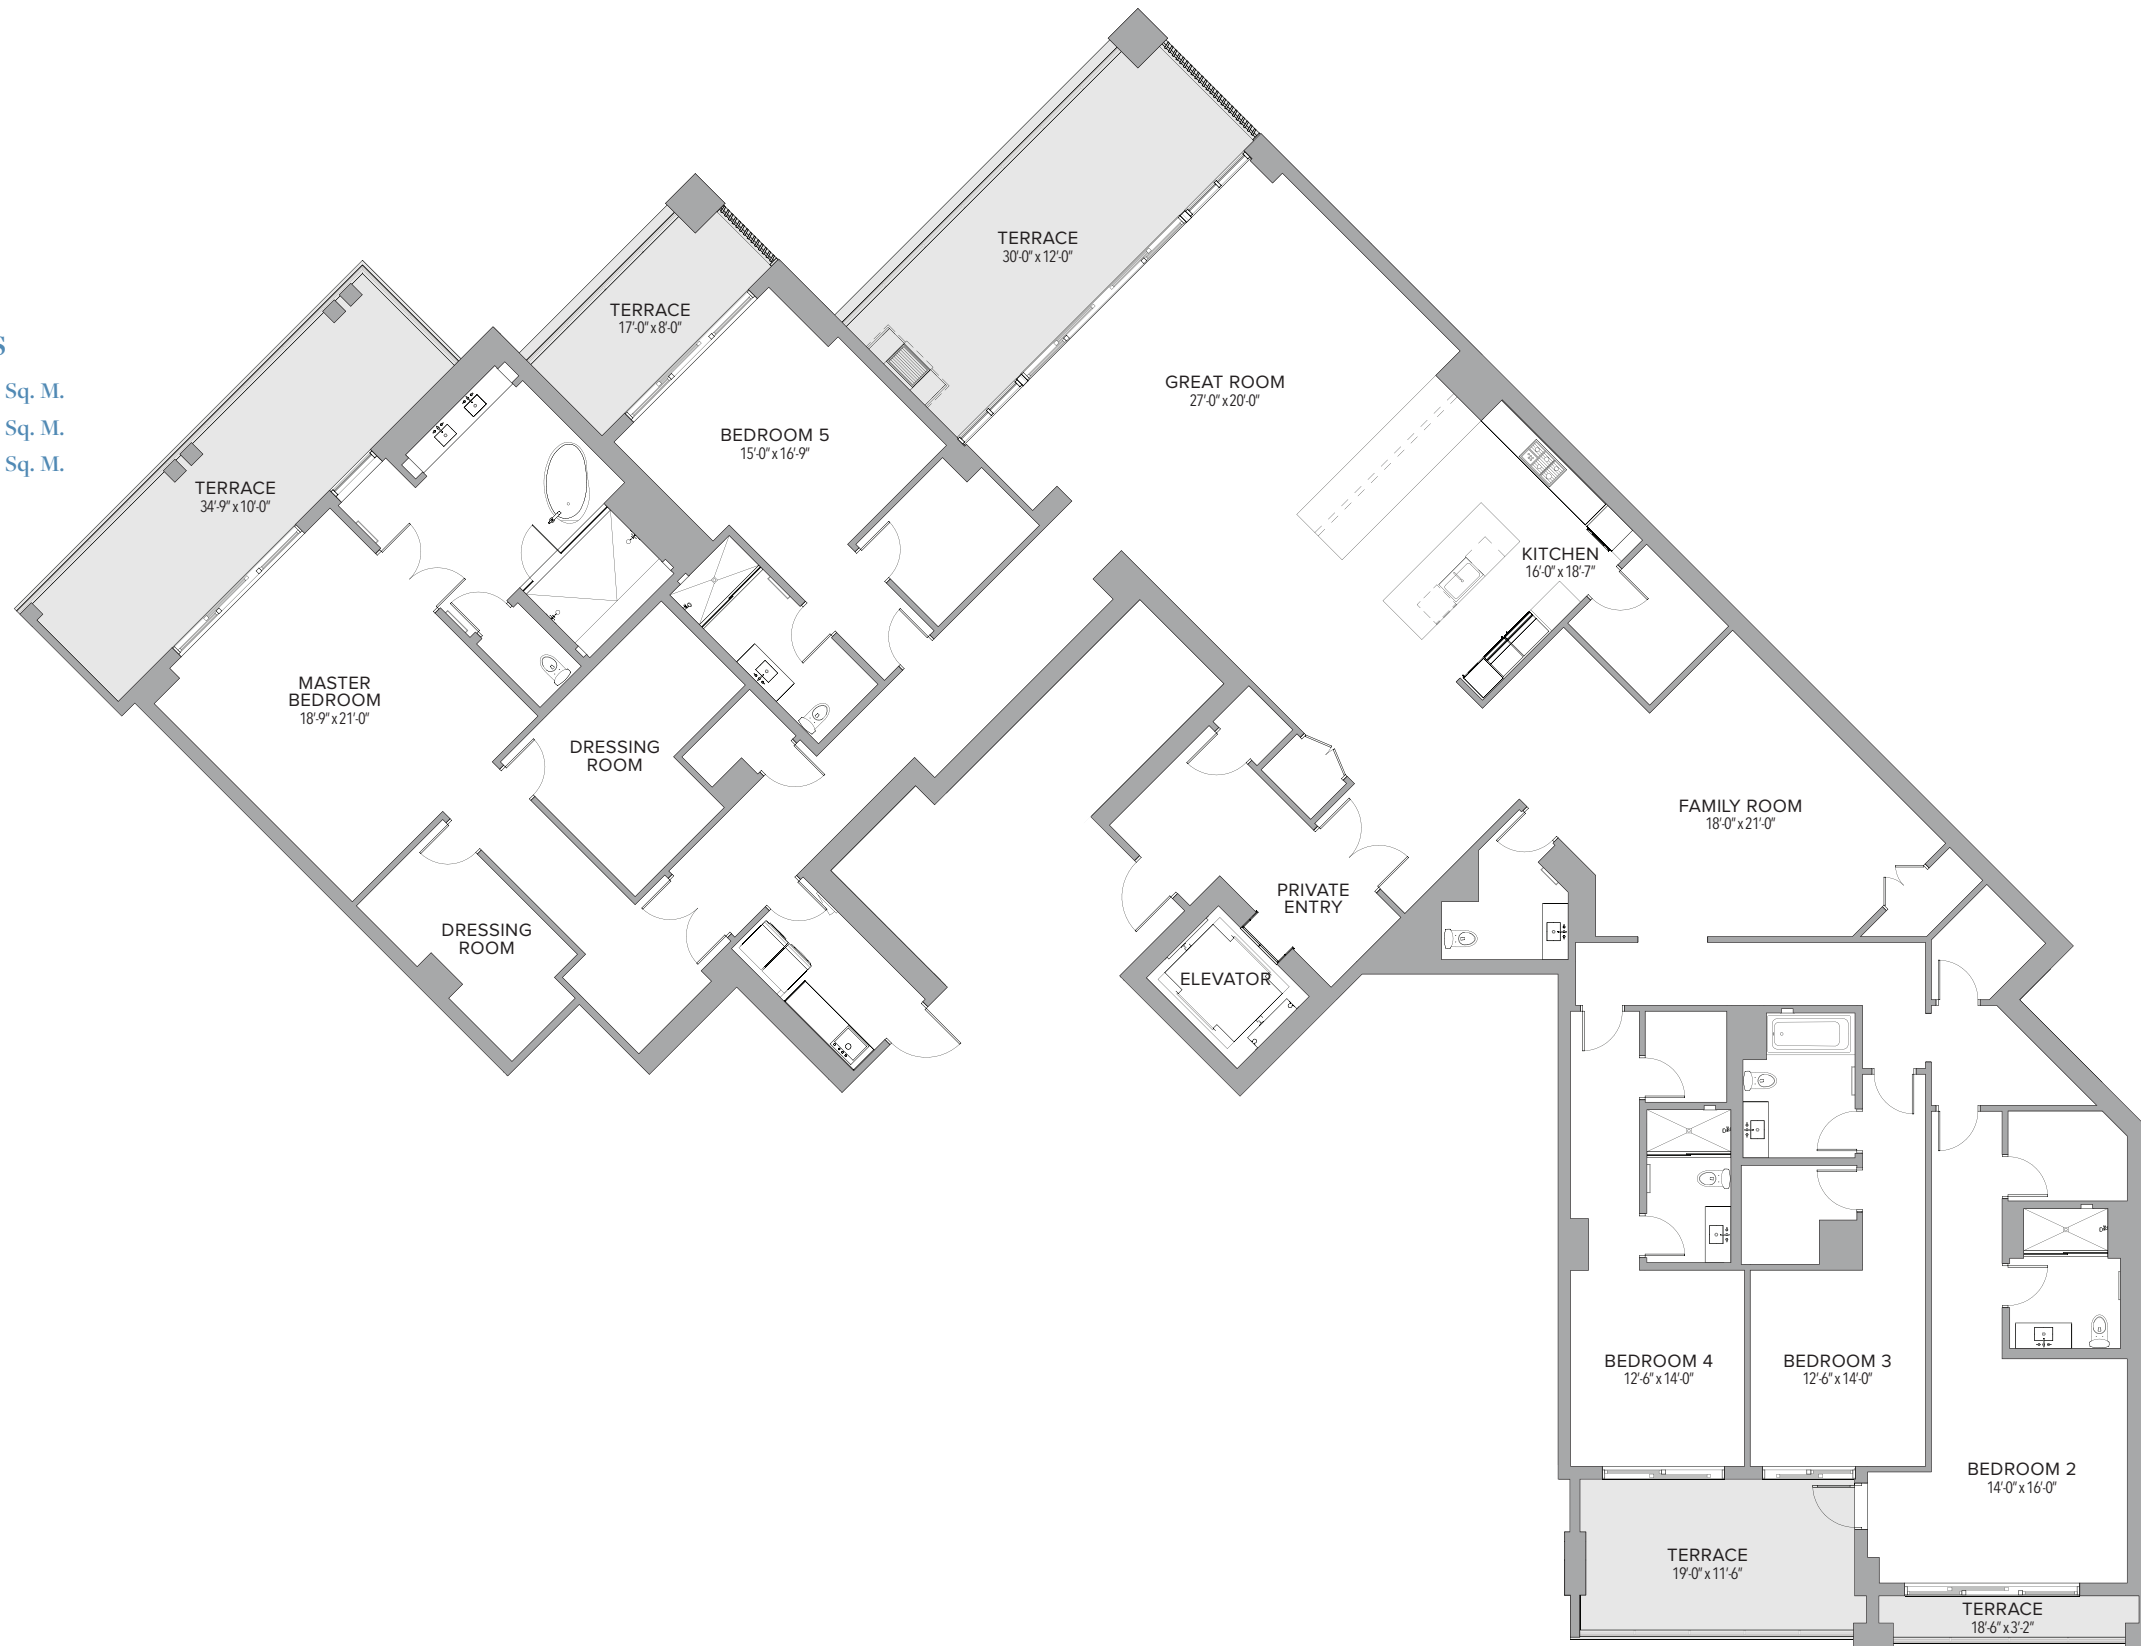 S
Sq. M.
Sq. M.
Sq. M.
TERRACE
30'-0" x 12'-0"
TERRACE
17'-0" x 8'-0"
GREAT ROOM
27'-0" x 20'-0"
BEDROOM 5
15'-0" x 16'-9"
TERRACE
34'-9" x 10'-0"
KITCHEN
16'-0" x 18'-7"
MASTER
BEDROOM
18'-9" x 21'-0"
DRESSING
ROOM
FAMILY ROOM
18'-0" x 21'-0"
PRIVATE
ENTRY
DRESSING
ROOM
ELEVATOR
BEDROOM 4
12'-6" x 14'-0"
BEDROOM 3
12'-6" x 14'-0"
BEDROOM 2
14'-0" x 16'-0"
TERRACE
19'-0" x 11'-6"
TERRACE
18'-6" x 3'-2"